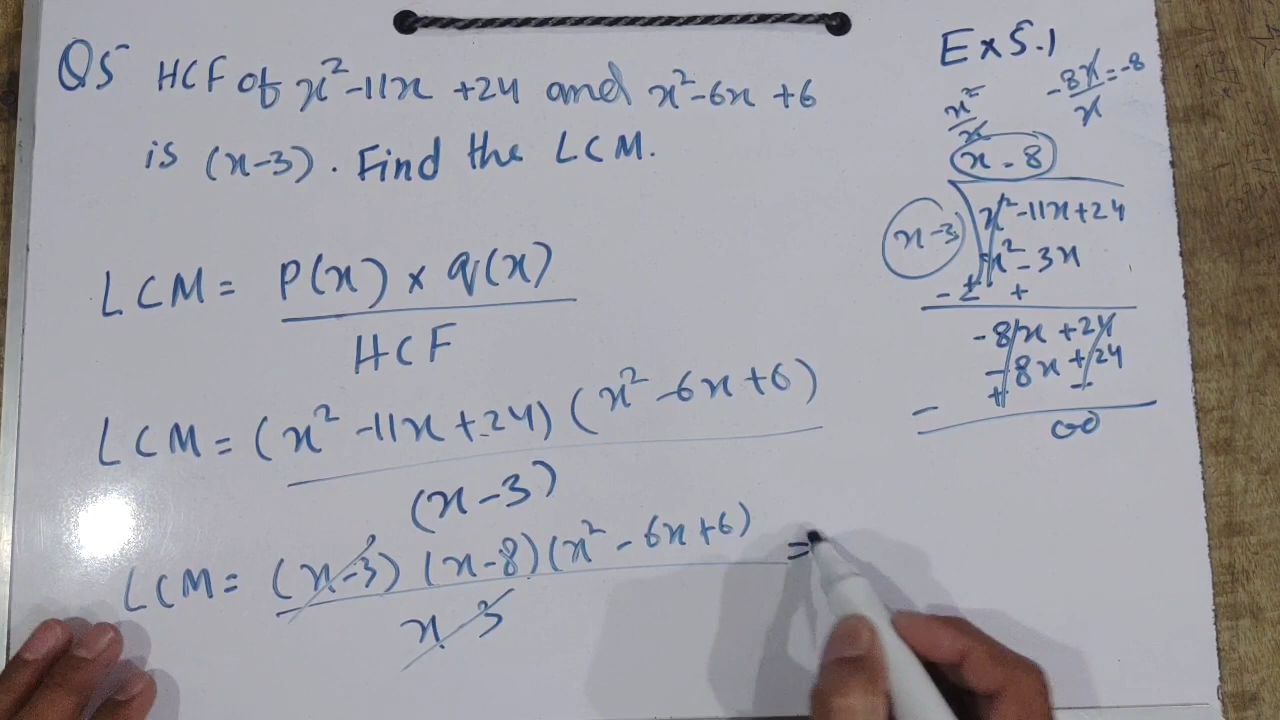 Q5 HCF of x²-11x +24 and x²-6x +6
is (x-3). Find the LCM.
LCM = P(x) × q(x)
HCF
LCM = (x² -11x +24) (x² -6x +6)
(x-3)
LCM = (x-3) (x-8) (x² -6x +6) =
x-3
Ex 5.1
x²
x
-8x = -8
x
x - 8
x-3
x²-11x+24
x² - 3x
- +
-8x +24
-8x +24
+ -
00